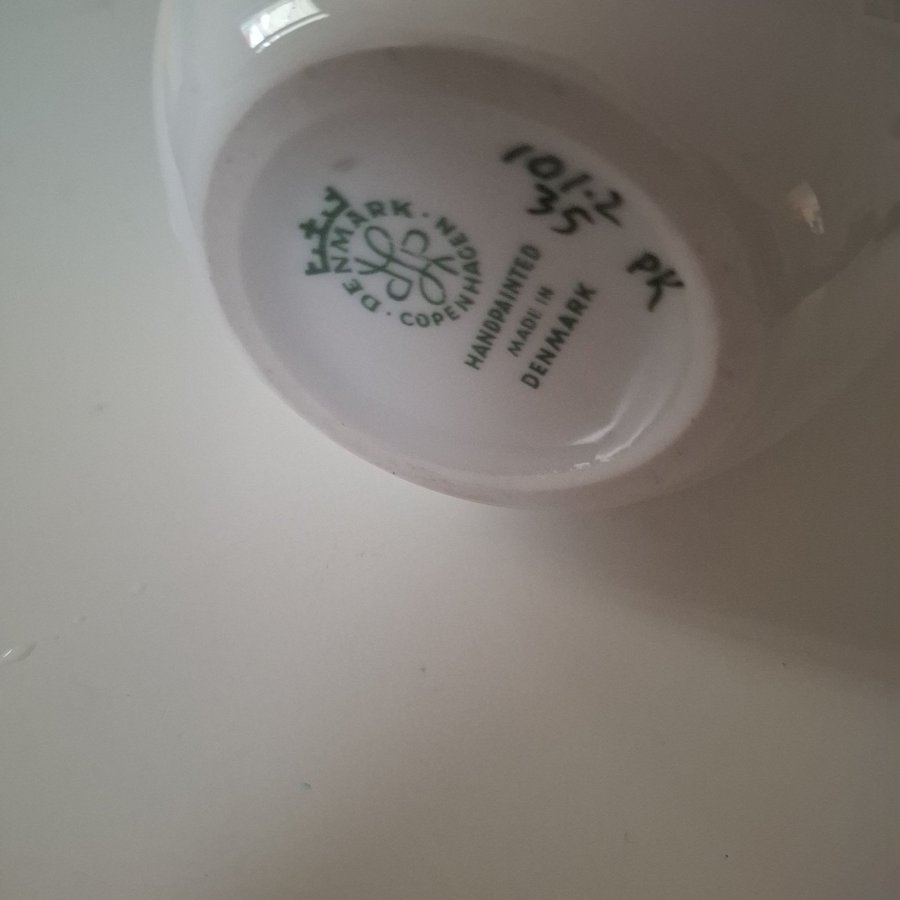 DENMARK · COPENHAGEN ·
101.2
35
PK
HANDPAINTED
MADE IN
DENMARK